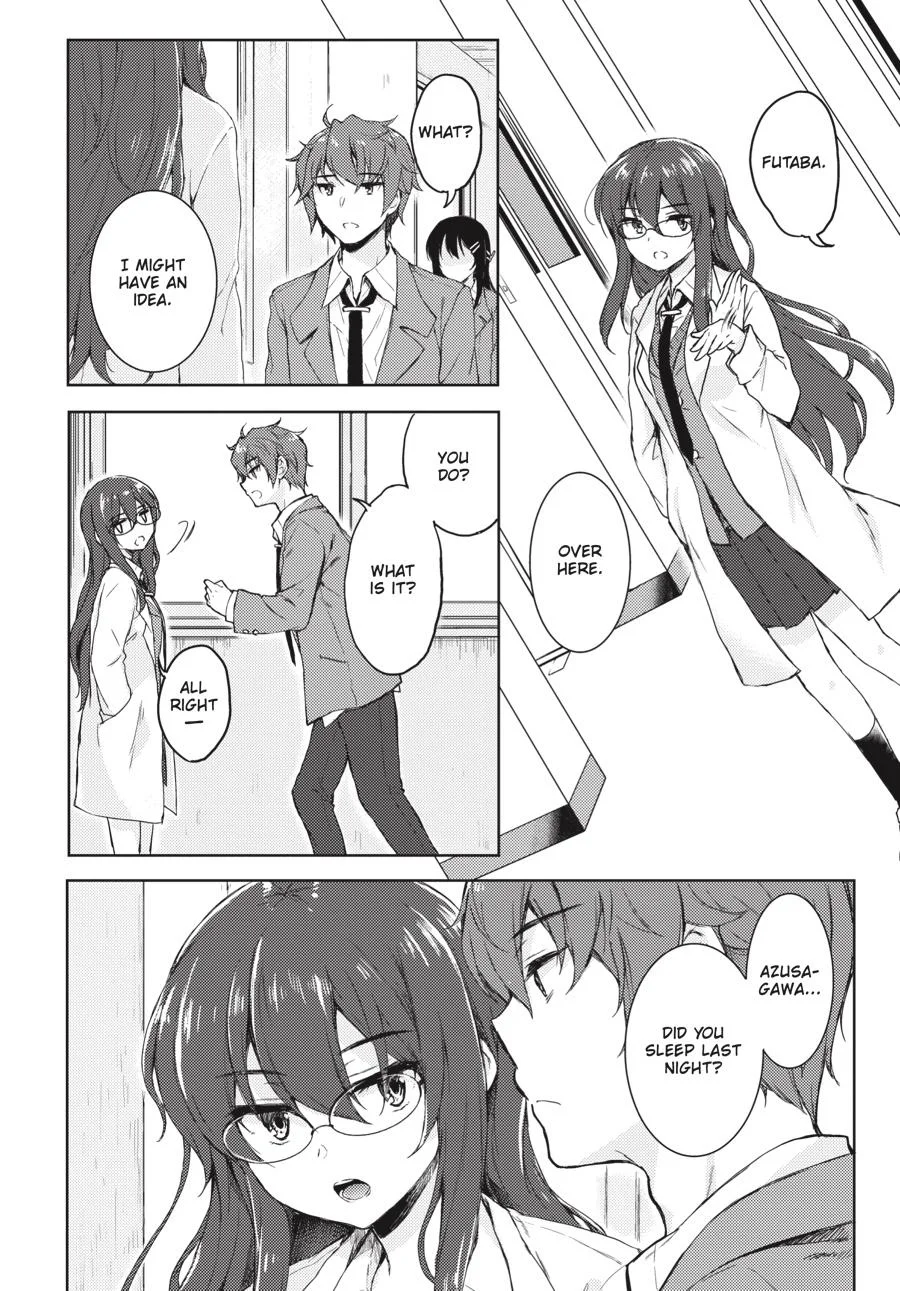 FUTABA.
OVER
HERE.
WHAT?
I MIGHT
HAVE AN
IDEA.
YOU
DO?
WHAT
IS IT?
ALL
RIGHT
—
AZUSA-
GAWA...
DID YOU
SLEEP LAST
NIGHT?